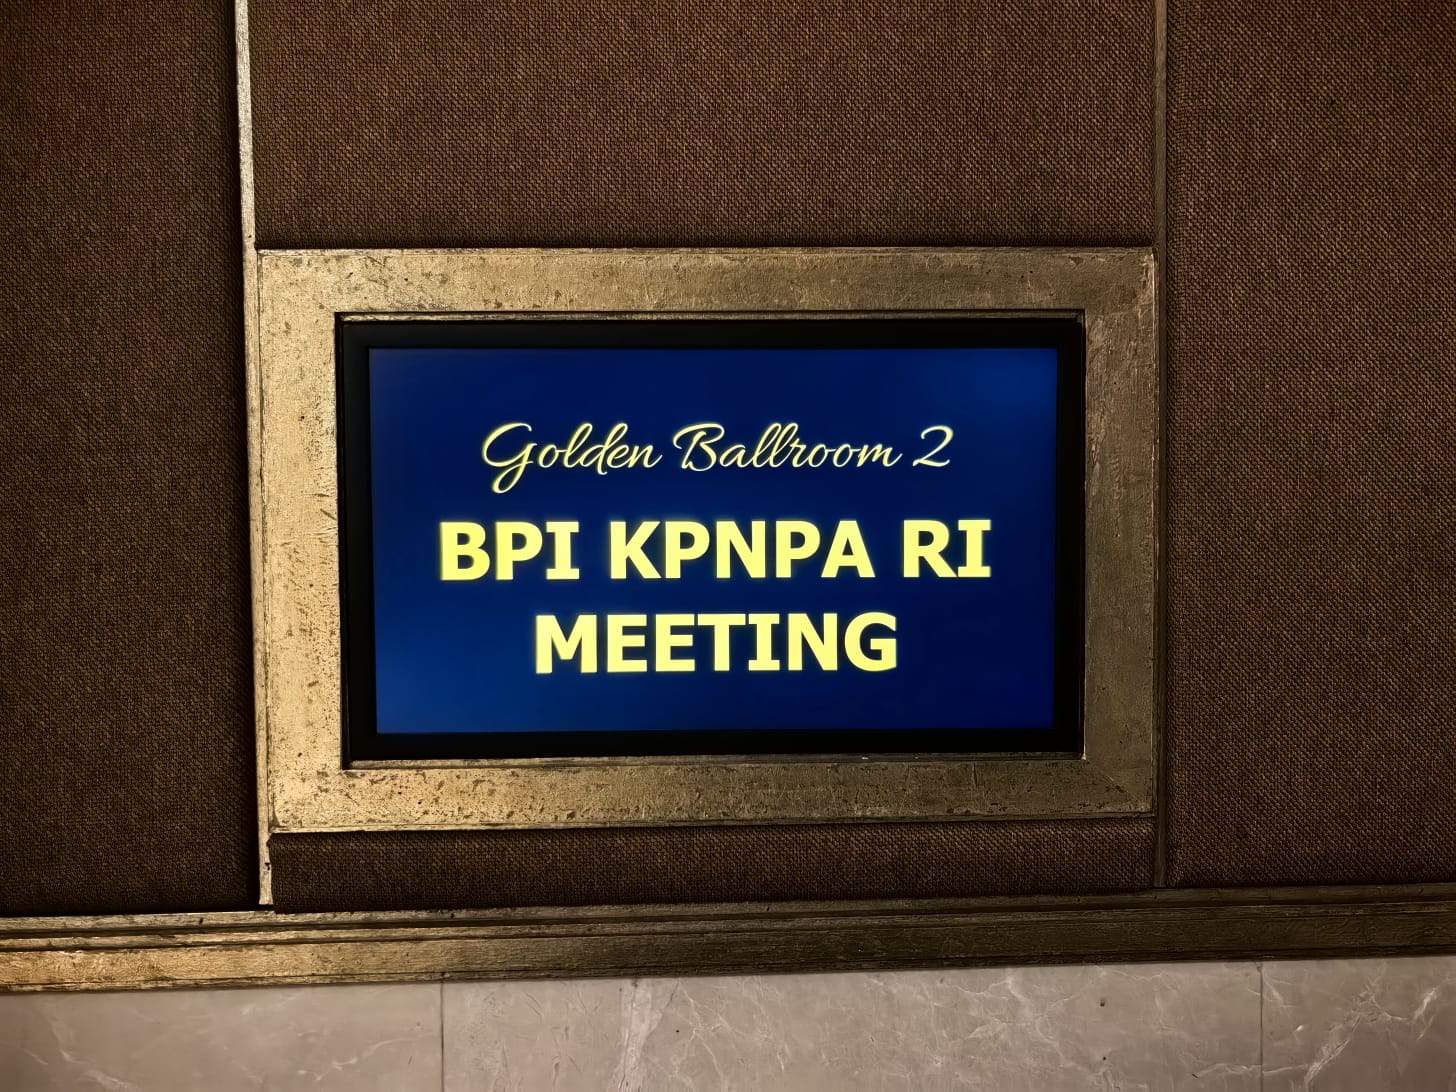 Golden Ballroom 2
BPI KPNPA RI
MEETING